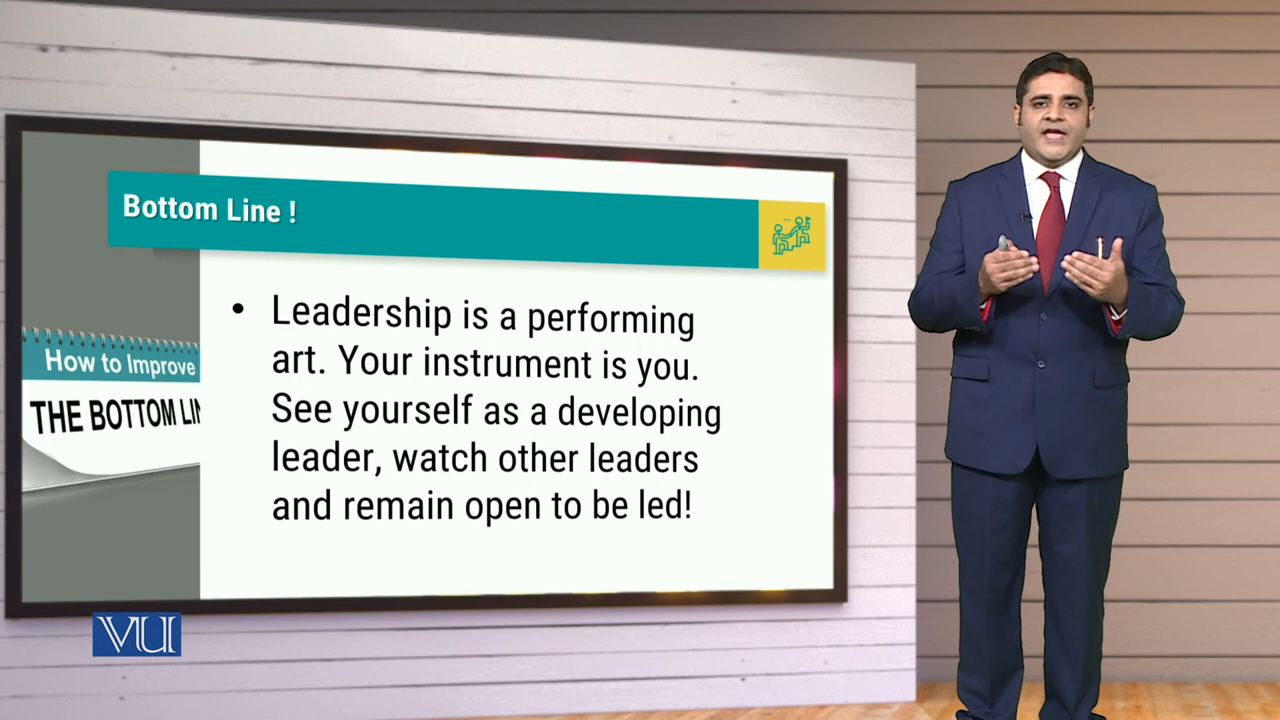 Bottom Line !
How to Improve
THE BOTTOM LIN
• Leadership is a performing
art. Your instrument is you.
See yourself as a developing
leader, watch other leaders
and remain open to be led!
VU